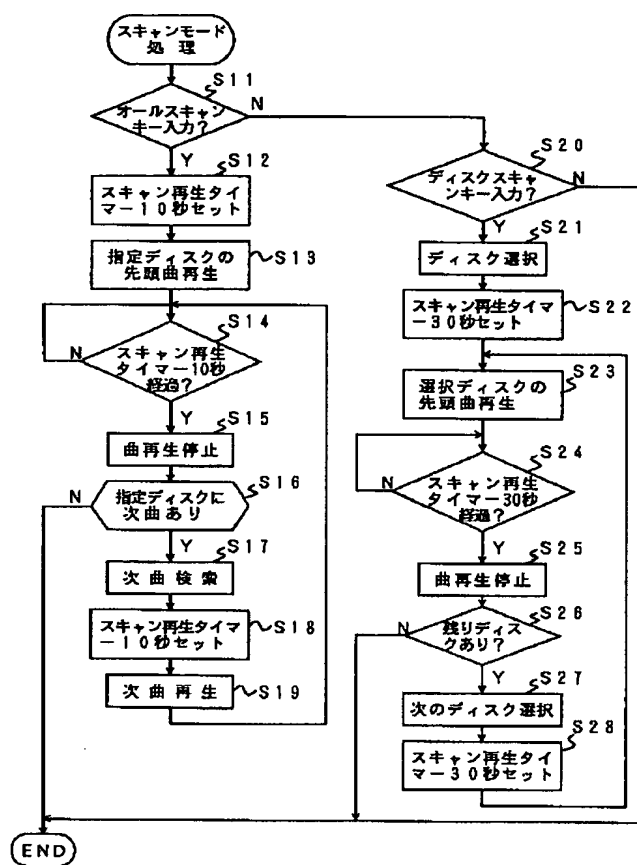 スキャンモード
処理
S11
オールスキャン
キー入力?
N
Y
S12
スキャン再生タイ
マー10秒セット
指定ディスクの
先頭曲再生
S13
S14
スキャン再生
タイマー10秒
経過?
N
Y
S15
曲再生停止
S16
指定ディスクに
次曲あり
N
Y
S17
次曲検索
スキャン再生タイマ
ー10秒セット
S18
次曲再生
S19
S20
ディスクスキャ
ンキー入力?
N
Y
S21
ディスク選択
スキャン再生タイマ
ー30秒セット
S22
S23
選択ディスクの
先頭曲再生
S24
スキャン再生
タイマー30秒
経過?
N
Y
S25
曲再生停止
S26
残りディス
クあり?
N
Y
S27
次のディスク選択
S28
スキャン再生タイ
マー30秒セット
END